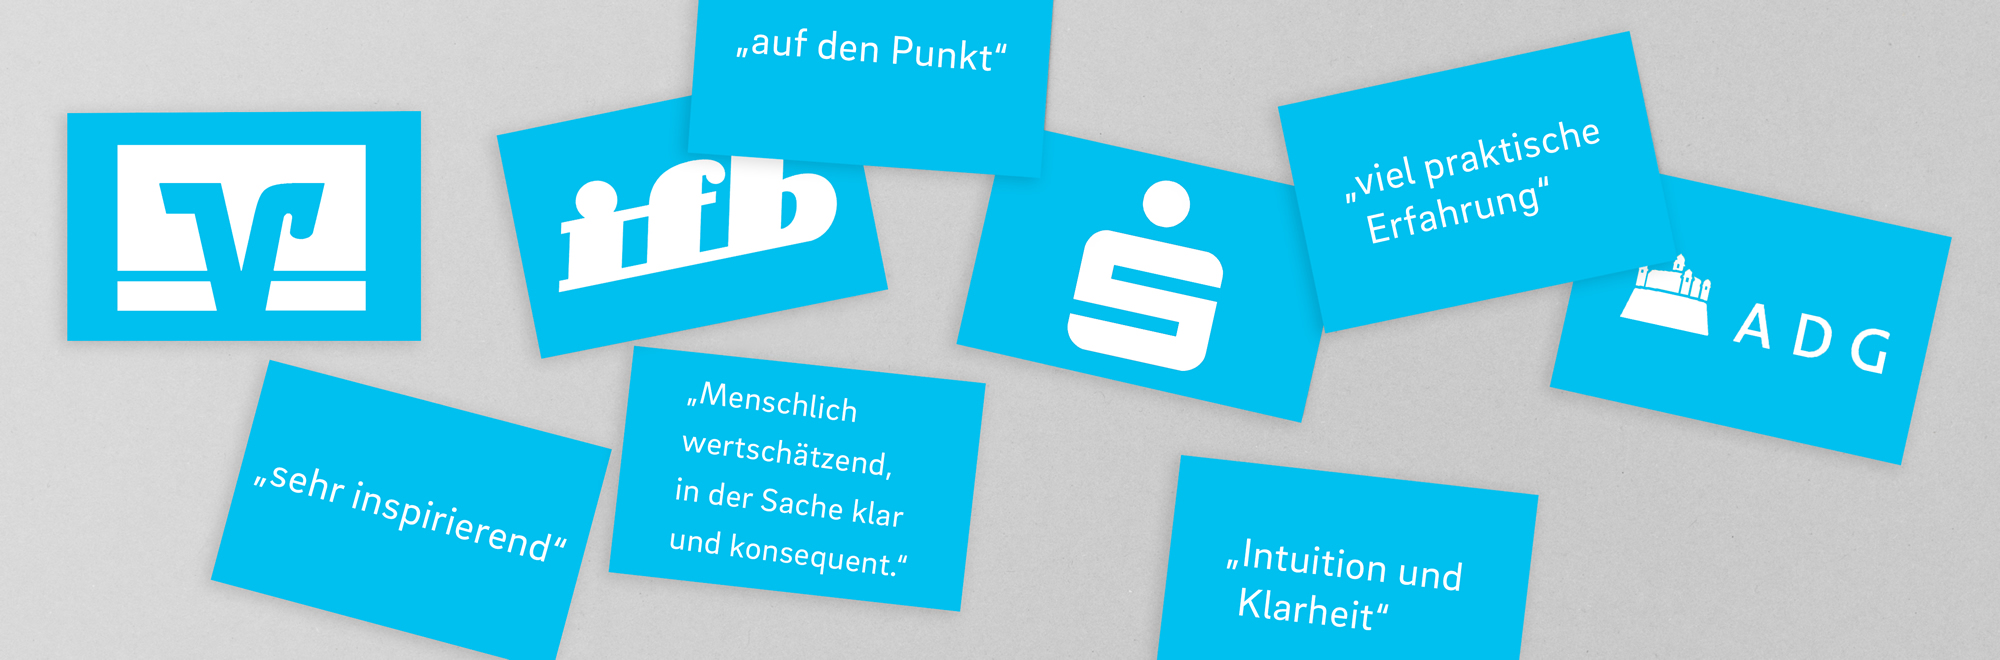 „auf den Punkt“
ifb
S
„viel praktische
Erfahrung“
ADG
„sehr inspirierend“
„Menschlich
wertschätzend,
in der Sache klar
und konsequent.“
„Intuition und
Klarheit“